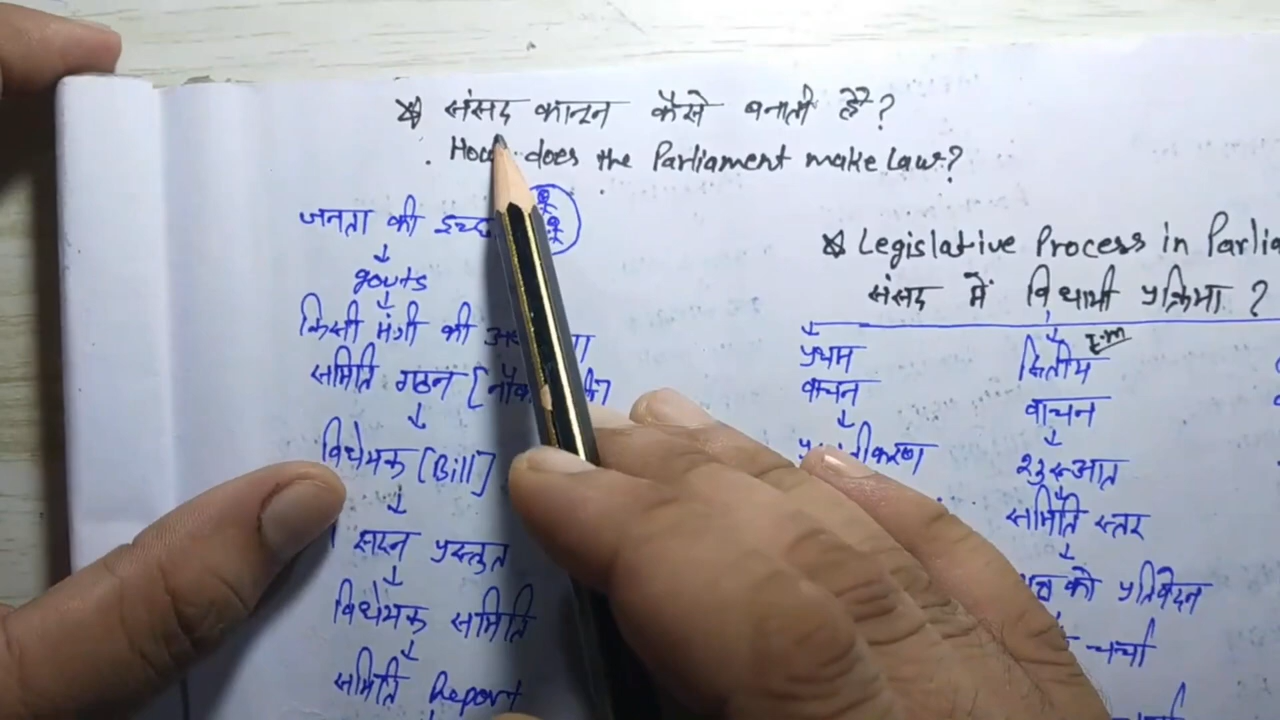 संसद कानून कैसे बनाती है?
How does the Parliament make Law?
जनता की
↓
govts
↓
किसी मंत्री की
समिति गठन [
↓
विधेयक [Bill]
↓
सदन प्रस्तुत
↓
विधेयक समिति
↓
समिति Report
Legislative Process in
संसद में विधायी प्रक्रिया ?
प्रथम
वाचन
↓
E.m
द्वितीय
वाचन
↓
शुरूआत
समिति स्तर
↓
को प्रतिवेदन
चर्चा